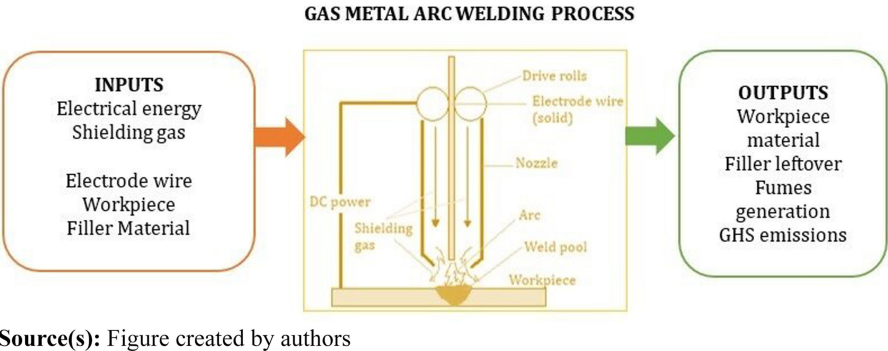 GAS METAL ARC WELDING PROCESS
INPUTS
Electrical energy
Shielding gas
Electrode wire
Workpiece
Filler Material
Drive rolls
Electrode wire
(solid)
Nozzle
DC power
Shielding
gas
Arc
Weld pool
Workpiece
OUTPUTS
Workpiece
material
Filler leftover
Fumes
generation
GHS emissions
Source(s): Figure created by authors